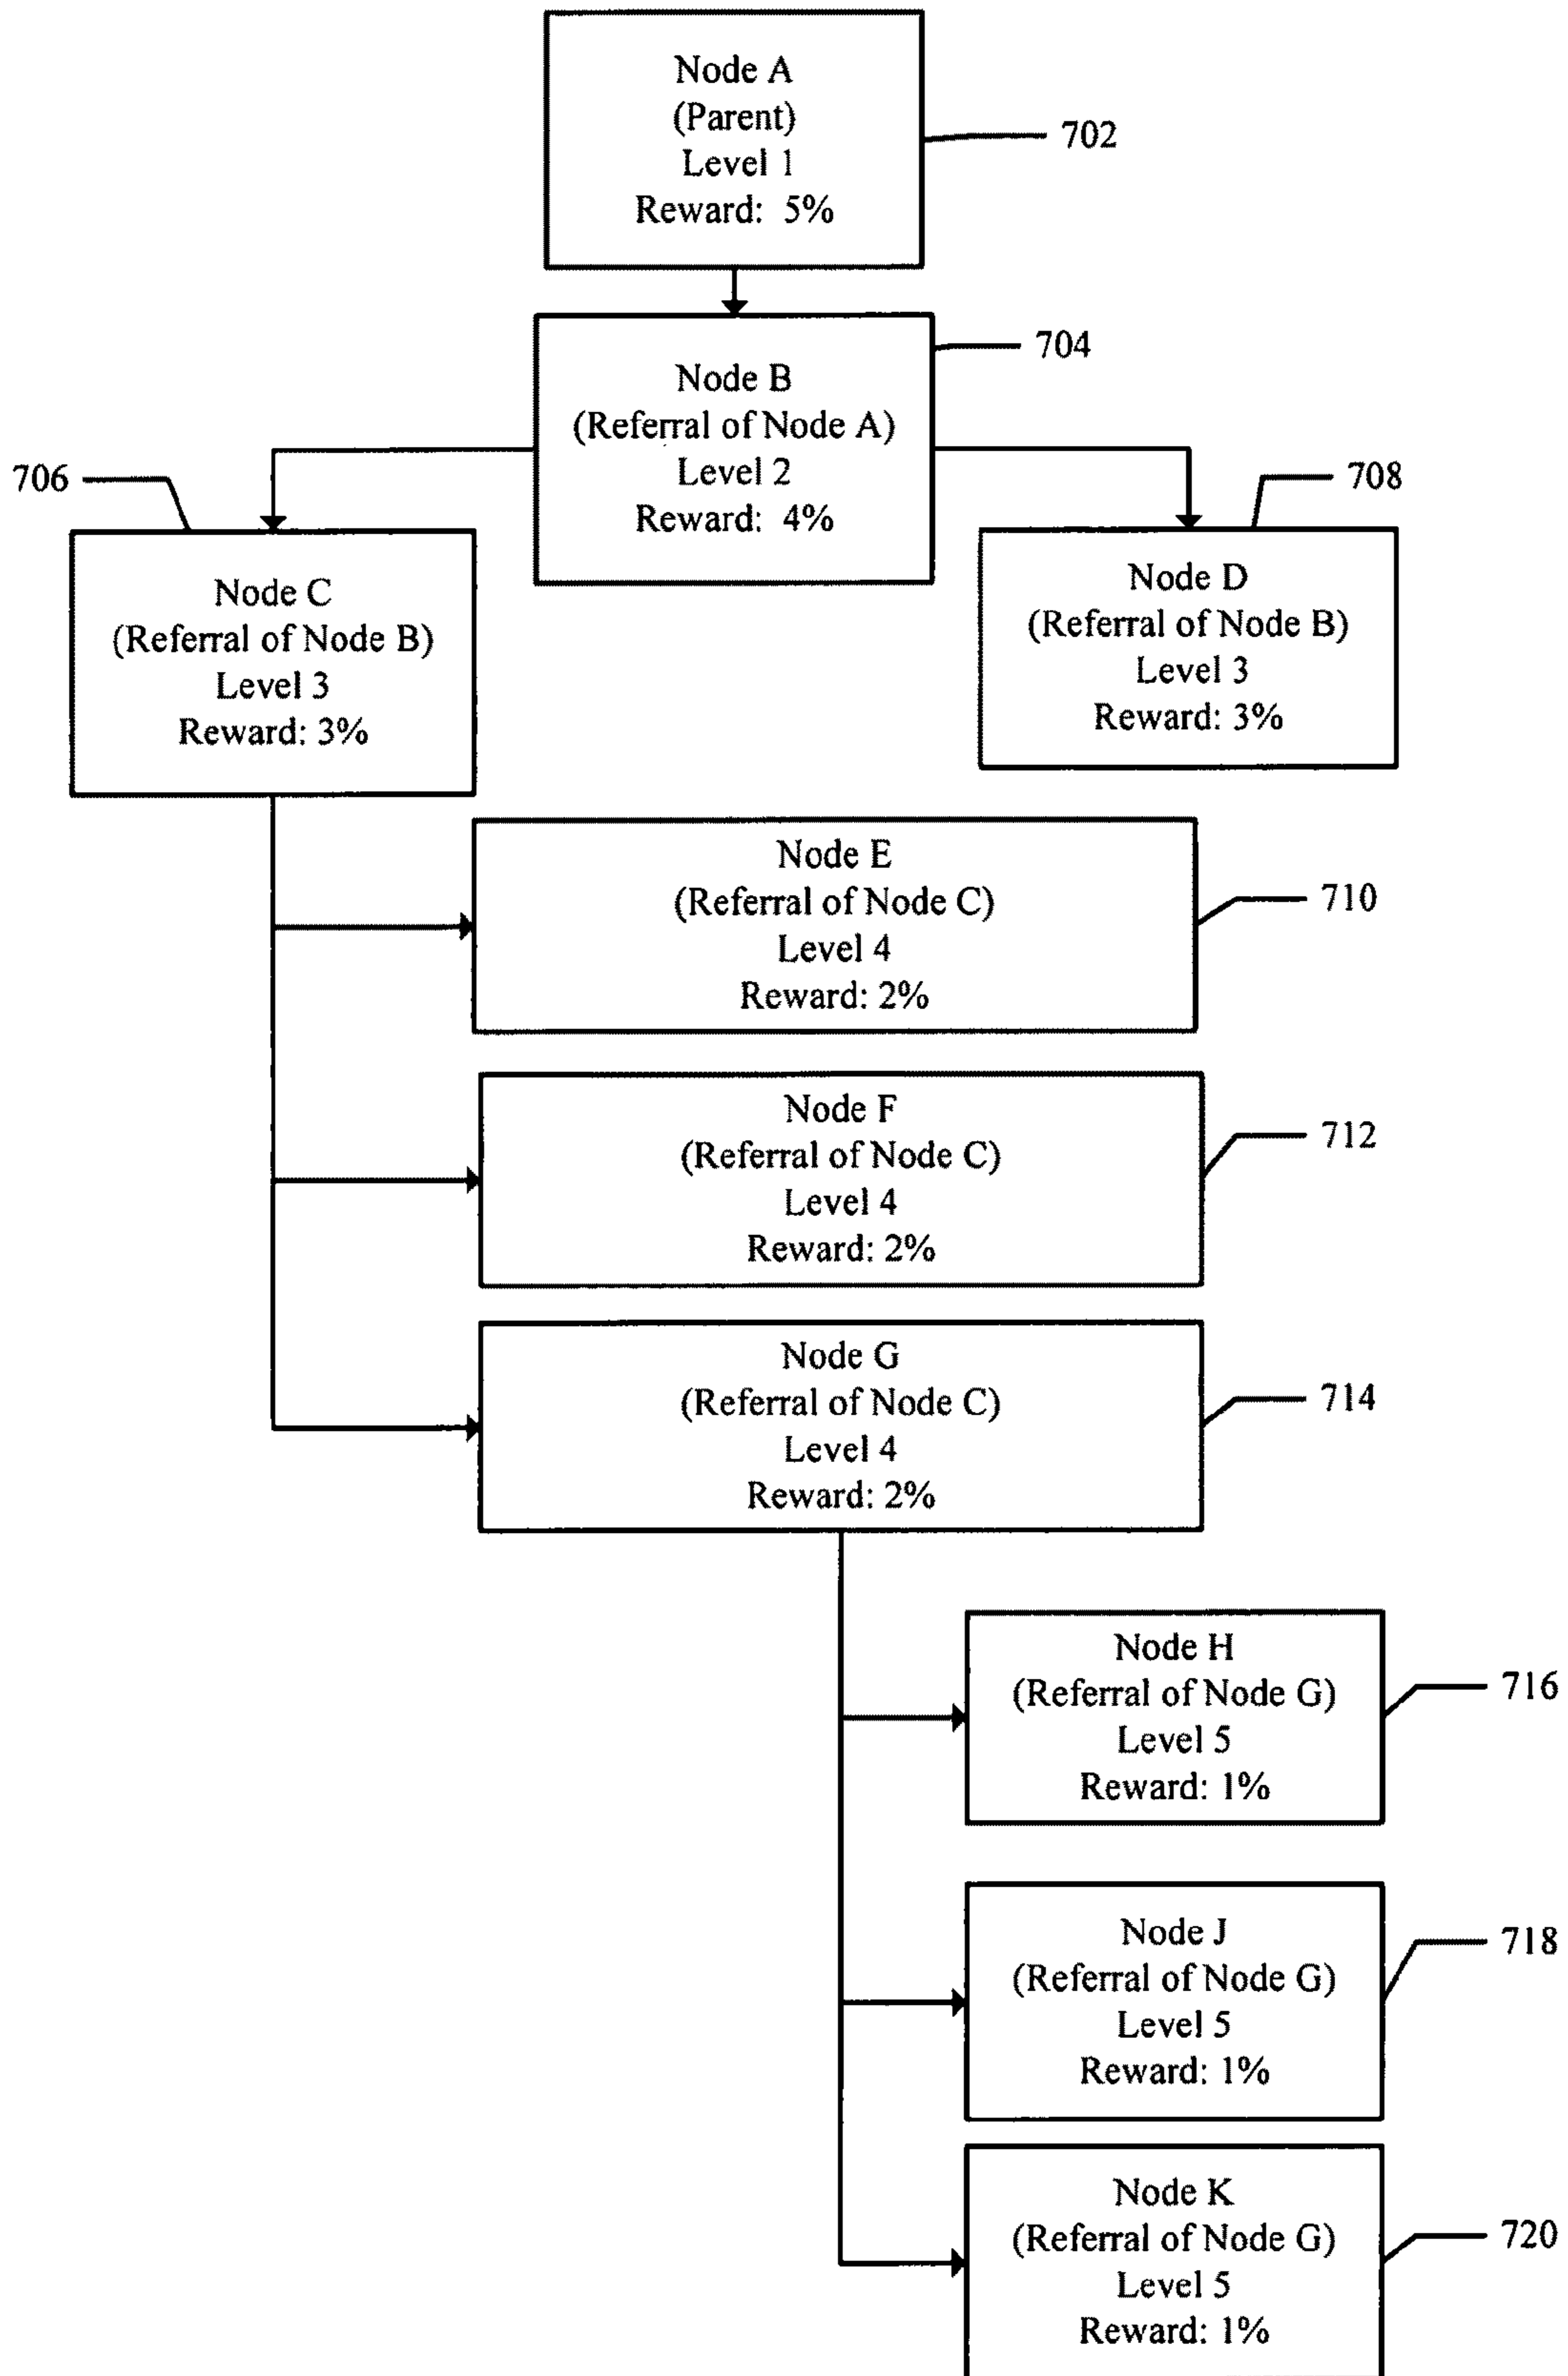 Node A
(Parent)
Level 1
Reward: 5%
702
Node B
(Referral of Node A)
Level 2
Reward: 4%
704
706
Node C
(Referral of Node B)
Level 3
Reward: 3%
708
Node D
(Referral of Node B)
Level 3
Reward: 3%
Node E
(Referral of Node C)
Level 4
Reward: 2%
710
Node F
(Referral of Node C)
Level 4
Reward: 2%
712
Node G
(Referral of Node C)
Level 4
Reward: 2%
714
Node H
(Referral of Node G)
Level 5
Reward: 1%
716
Node J
(Referral of Node G)
Level 5
Reward: 1%
718
Node K
(Referral of Node G)
Level 5
Reward: 1%
720